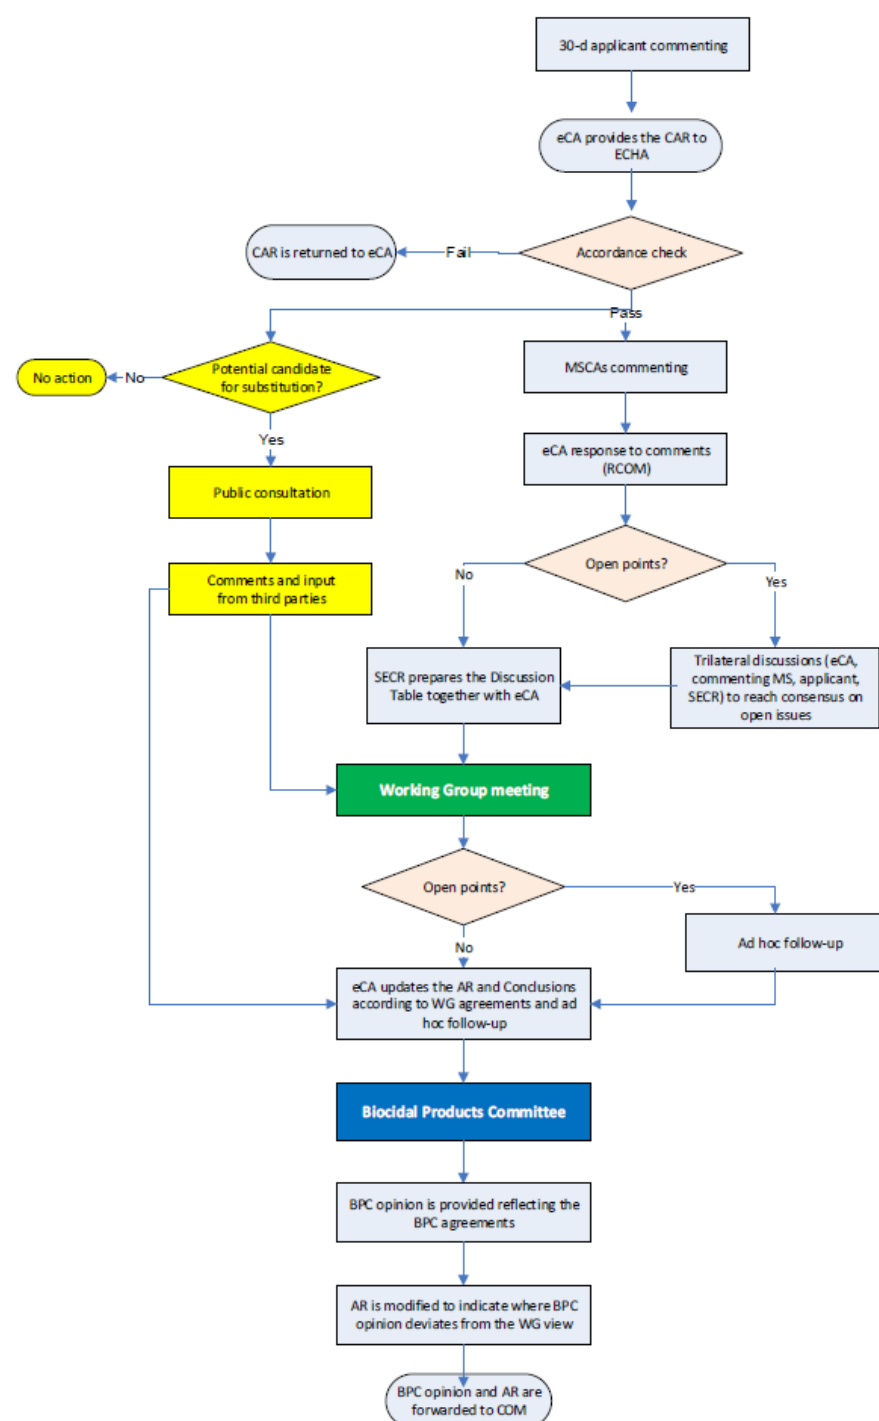 30-d applicant commenting
eCA provides the CAR to
ECHA
CAR is returned to eCA
Fail
Accordance check
Pass
No action
No
Potential candidate
for substitution?
MSCAs commenting
Yes
eCA response to comments
(RCOM)
Public consultation
Open points?
No
Yes
Comments and input
from third parties
SECR prepares the Discussion
Table together with eCA
Trilateral discussions (eCA,
commenting MS, applicant,
SECR) to reach consensus on
open issues
Working Group meeting
Open points?
Yes
Ad hoc follow-up
No
eCA updates the AR and Conclusions
according to WG agreements and ad
hoc follow-up
Biocidal Products Committee
BPC opinion is provided reflecting the
BPC agreements
AR is modified to indicate where BPC
opinion deviates from the WG view
BPC opinion and AR are
forwarded to COM